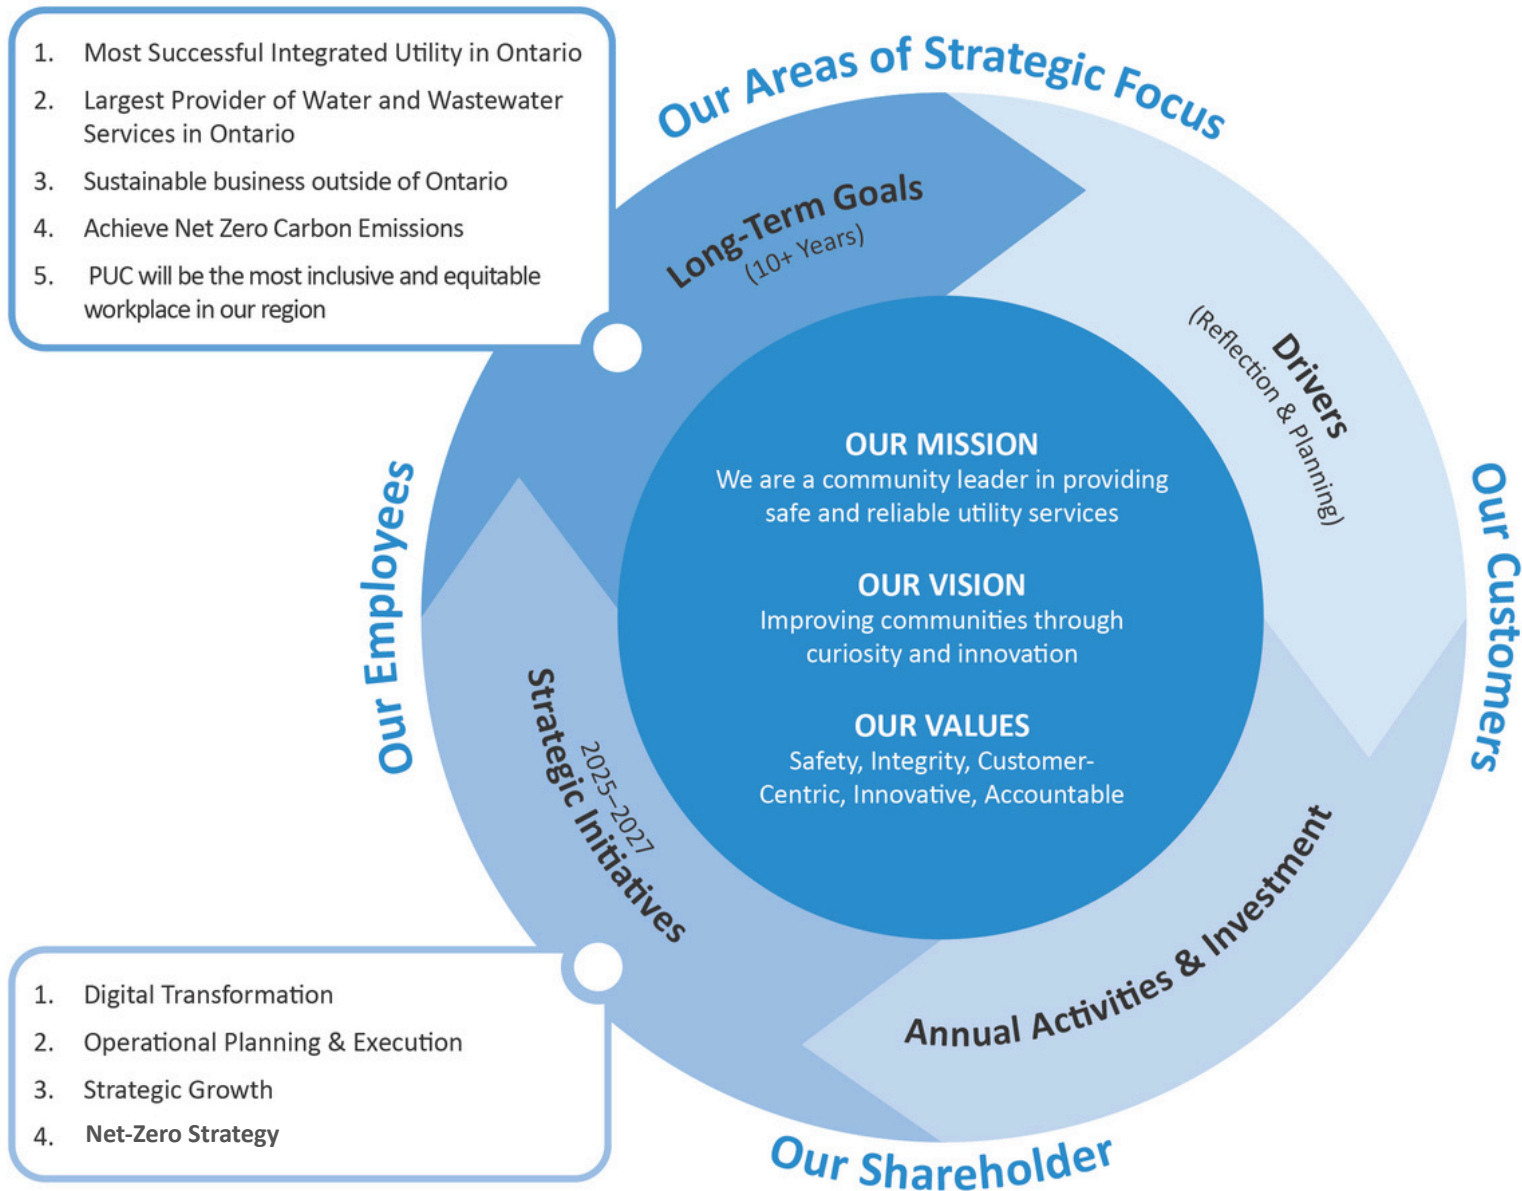 Our Areas of Strategic Focus
1. Most Successful Integrated Utility in Ontario
2. Largest Provider of Water and Wastewater
Services in Ontario
3. Sustainable business outside of Ontario
4. Achieve Net Zero Carbon Emissions
5. PUC will be the most inclusive and equitable
workplace in our region
Long-Term Goals
(10+ Years)
Drivers
(Reflection & Planning)
Our Customers
OUR MISSION
We are a community leader in providing
safe and reliable utility services
OUR VISION
Improving communities through
curiosity and innovation
OUR VALUES
Safety, Integrity, Customer-
Centric, Innovative, Accountable
Our Employees
2025–2027
Strategic Initiatives
Annual Activities & Investment
1. Digital Transformation
2. Operational Planning & Execution
3. Strategic Growth
4. Net-Zero Strategy
Our Shareholder